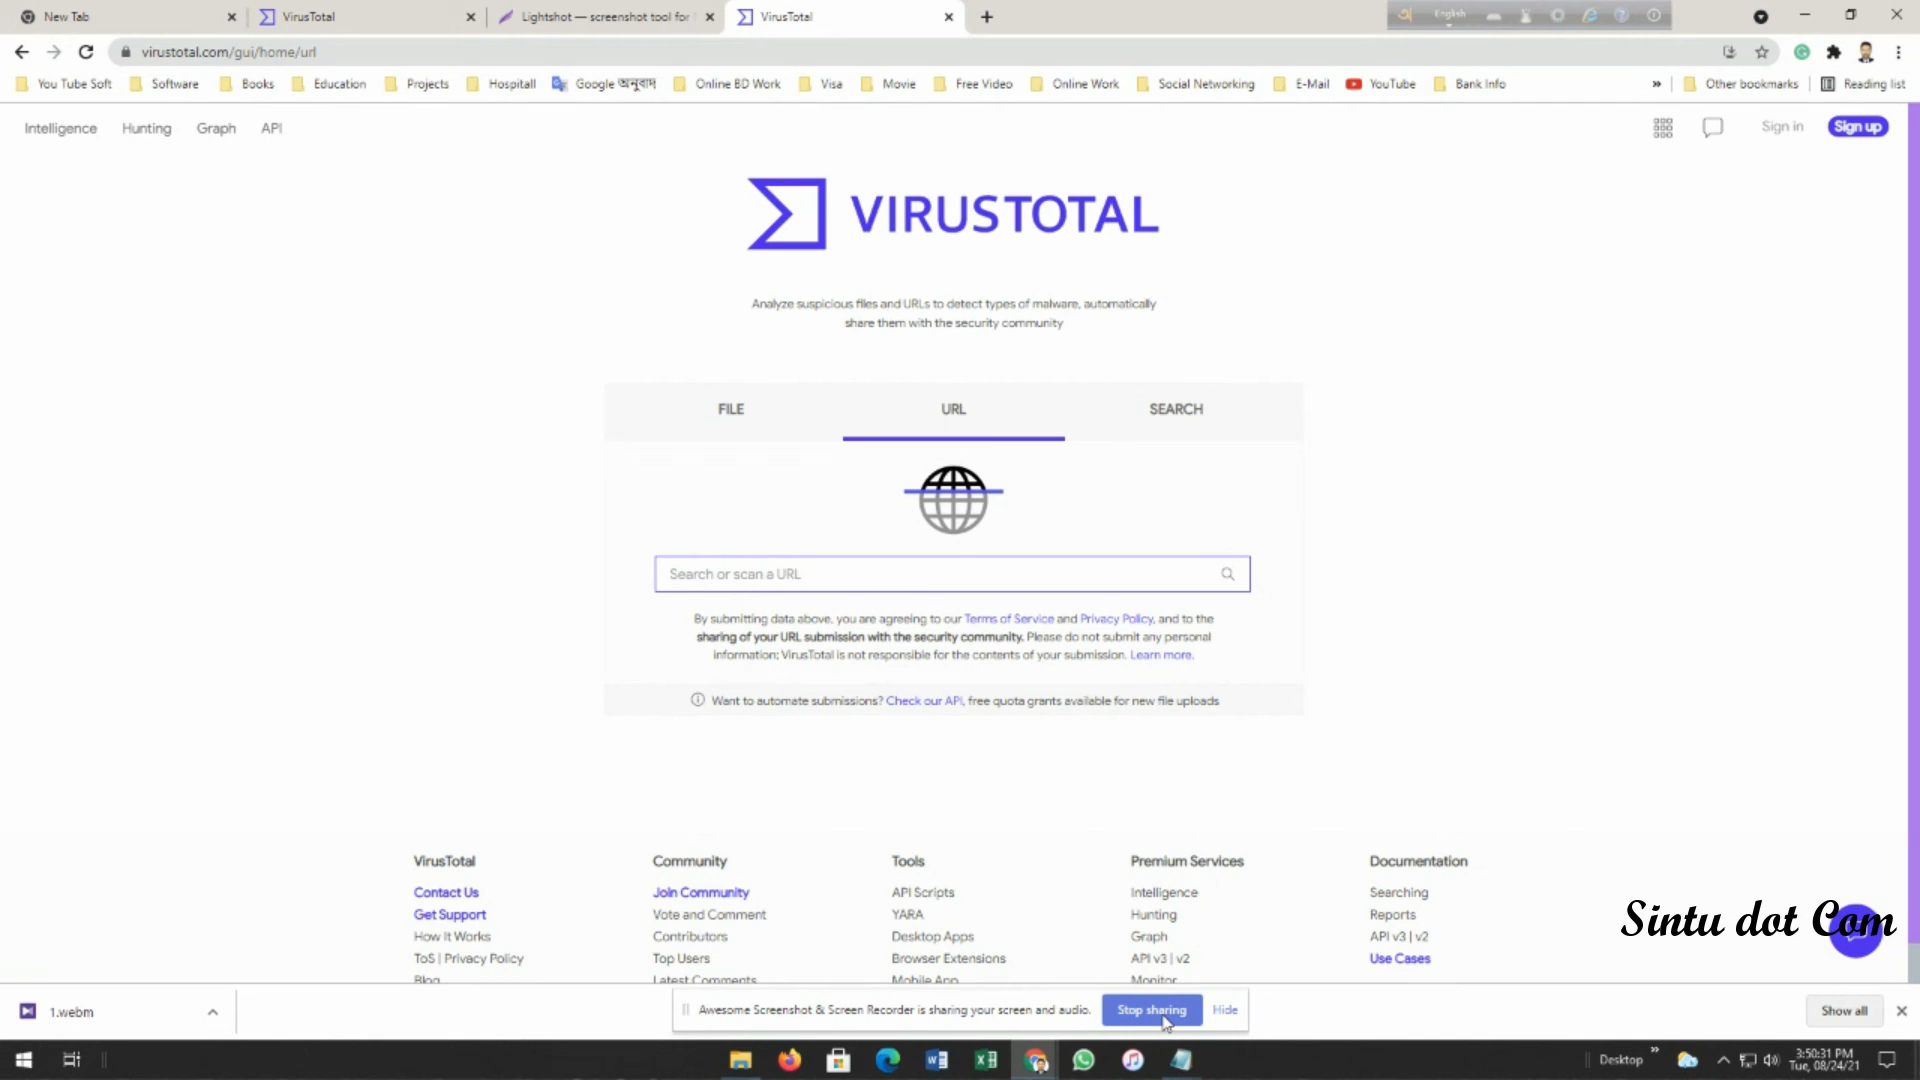 New Tab
VirusTotal
Lightshot — screenshot tool for
VirusTotal
English
virustotal.com/gui/home/url
You Tube Soft
Software
Books
Education
Projects
Hospitall
Google অনুবাদ
Online BD Work
Visa
Movie
Free Video
Online Work
Social Networking
E-Mail
YouTube
Bank Info
Other bookmarks
Reading list
Intelligence
Hunting
Graph
API
Sign in
Sign up
VIRUSTOTAL
Analyze suspicious files and URLs to detect types of malware, automatically
share them with the security community
FILE
URL
SEARCH
Search or scan a URL
By submitting data above, you are agreeing to our Terms of Service and Privacy Policy, and to the
sharing of your URL submission with the security community. Please do not submit any personal
information; VirusTotal is not responsible for the contents of your submission. Learn more.
Want to automate submissions? Check our API, free quota grants available for new file uploads
VirusTotal
Community
Tools
Premium Services
Documentation
Contact Us
Join Community
API Scripts
Intelligence
Searching
Get Support
Vote and Comment
YARA
Hunting
Reports
How It Works
Contributors
Desktop Apps
Graph
API v3 | v2
ToS | Privacy Policy
Top Users
Browser Extensions
API v3 | v2
Use Cases
Blog
Latest Comments
Mobile App
Monitor
Sintu dot Com
1.webm
Awesome Screenshot & Screen Recorder is sharing your screen and audio.
Stop sharing
Hide
Show all
Desktop
3:50:31 PM
Tue, 08/24/21